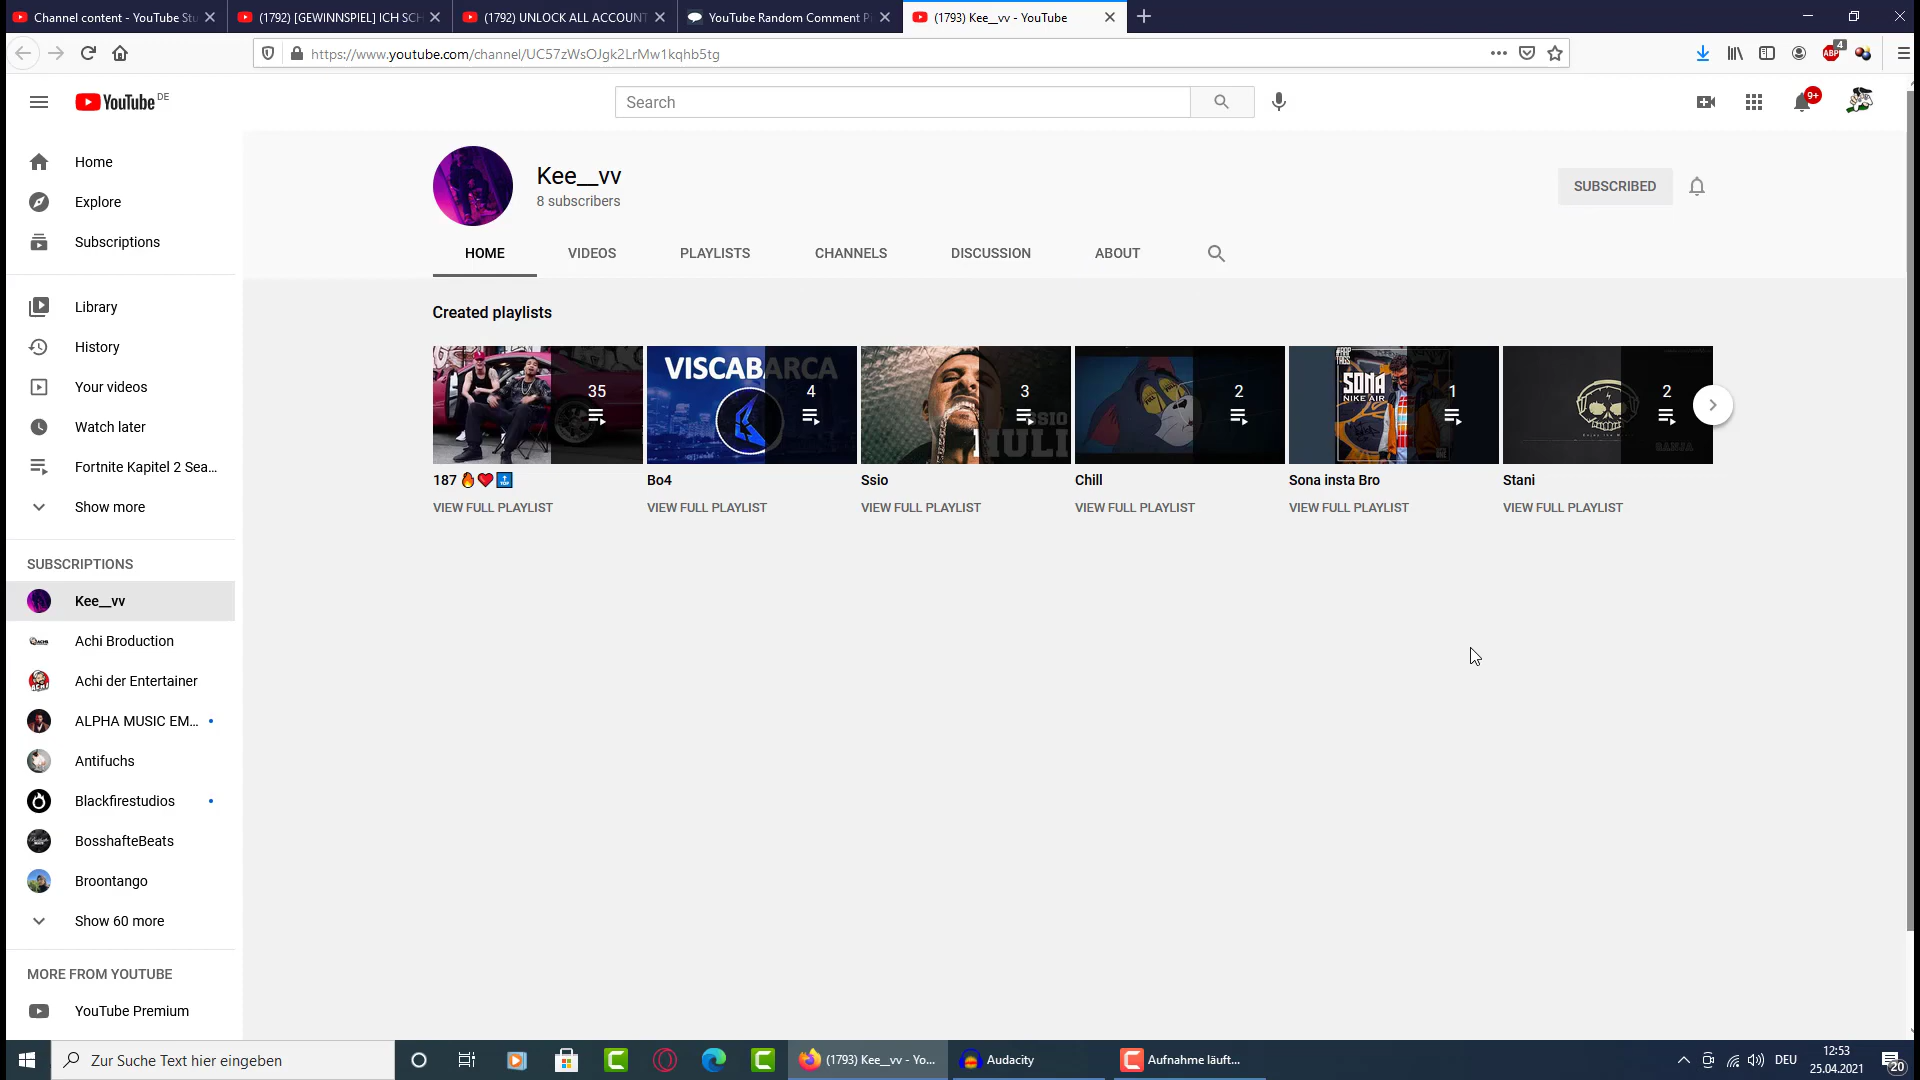 Channel content - YouTube Stu
(1792) [GEWINNSPIEL] ICH SCH
(1792) UNLOCK ALL ACCOUNT
YouTube Random Comment P
(1793) Kee__vv - YouTube
https://www.youtube.com/channel/UC57zWsOJgk2LrMw1kqhb5tg
ABP
4
YouTube DE
Search
9+
Home
Explore
Subscriptions
Library
History
Your videos
Watch later
Fortnite Kapitel 2 Sea...
Show more
SUBSCRIPTIONS
Kee__vv
Achi Broduction
Achi der Entertainer
ALPHA MUSIC EM...
Antifuchs
Blackfirestudios
BosshafteBeats
Broontango
Show 60 more
MORE FROM YOUTUBE
YouTube Premium
Kee__vv
8 subscribers
SUBSCRIBED
HOME
VIDEOS
PLAYLISTS
CHANNELS
DISCUSSION
ABOUT
Created playlists
35
VISCABARCA
4
3
2
SONA
NIKE AIR
1
2
187 🔥❤️🔝
Bo4
Ssio
Chill
Sona insta Bro
Stani
VIEW FULL PLAYLIST
VIEW FULL PLAYLIST
VIEW FULL PLAYLIST
VIEW FULL PLAYLIST
VIEW FULL PLAYLIST
VIEW FULL PLAYLIST
Zur Suche Text hier eingeben
(1793) Kee__vv - Yo...
Audacity
Aufnahme läuft...
DEU
12:53
25.04.2021
20